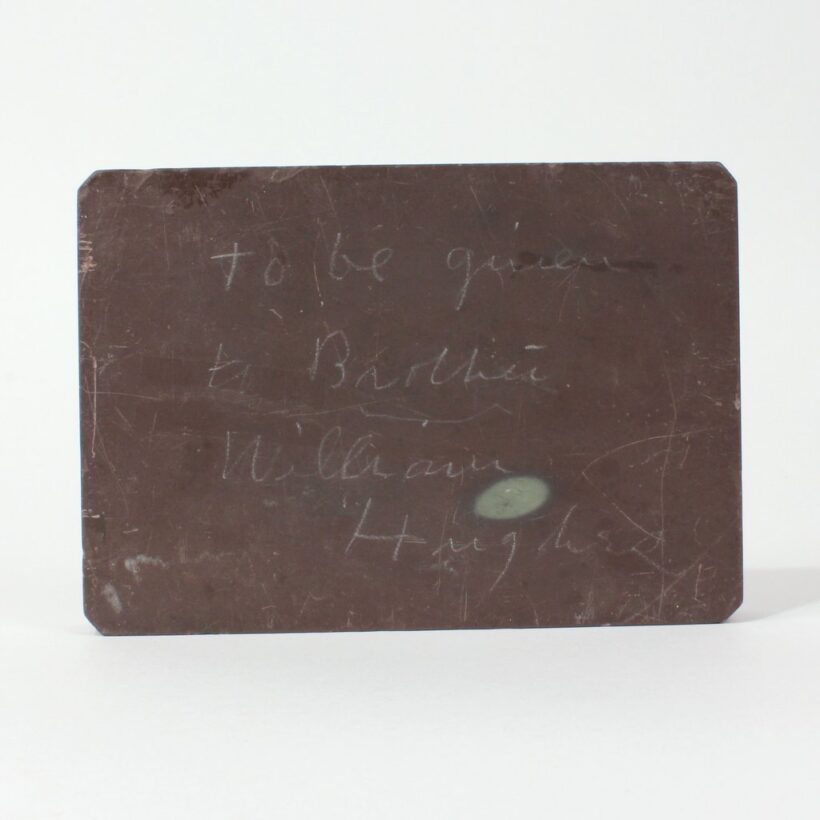 to be given
to Brother
William
Hughes